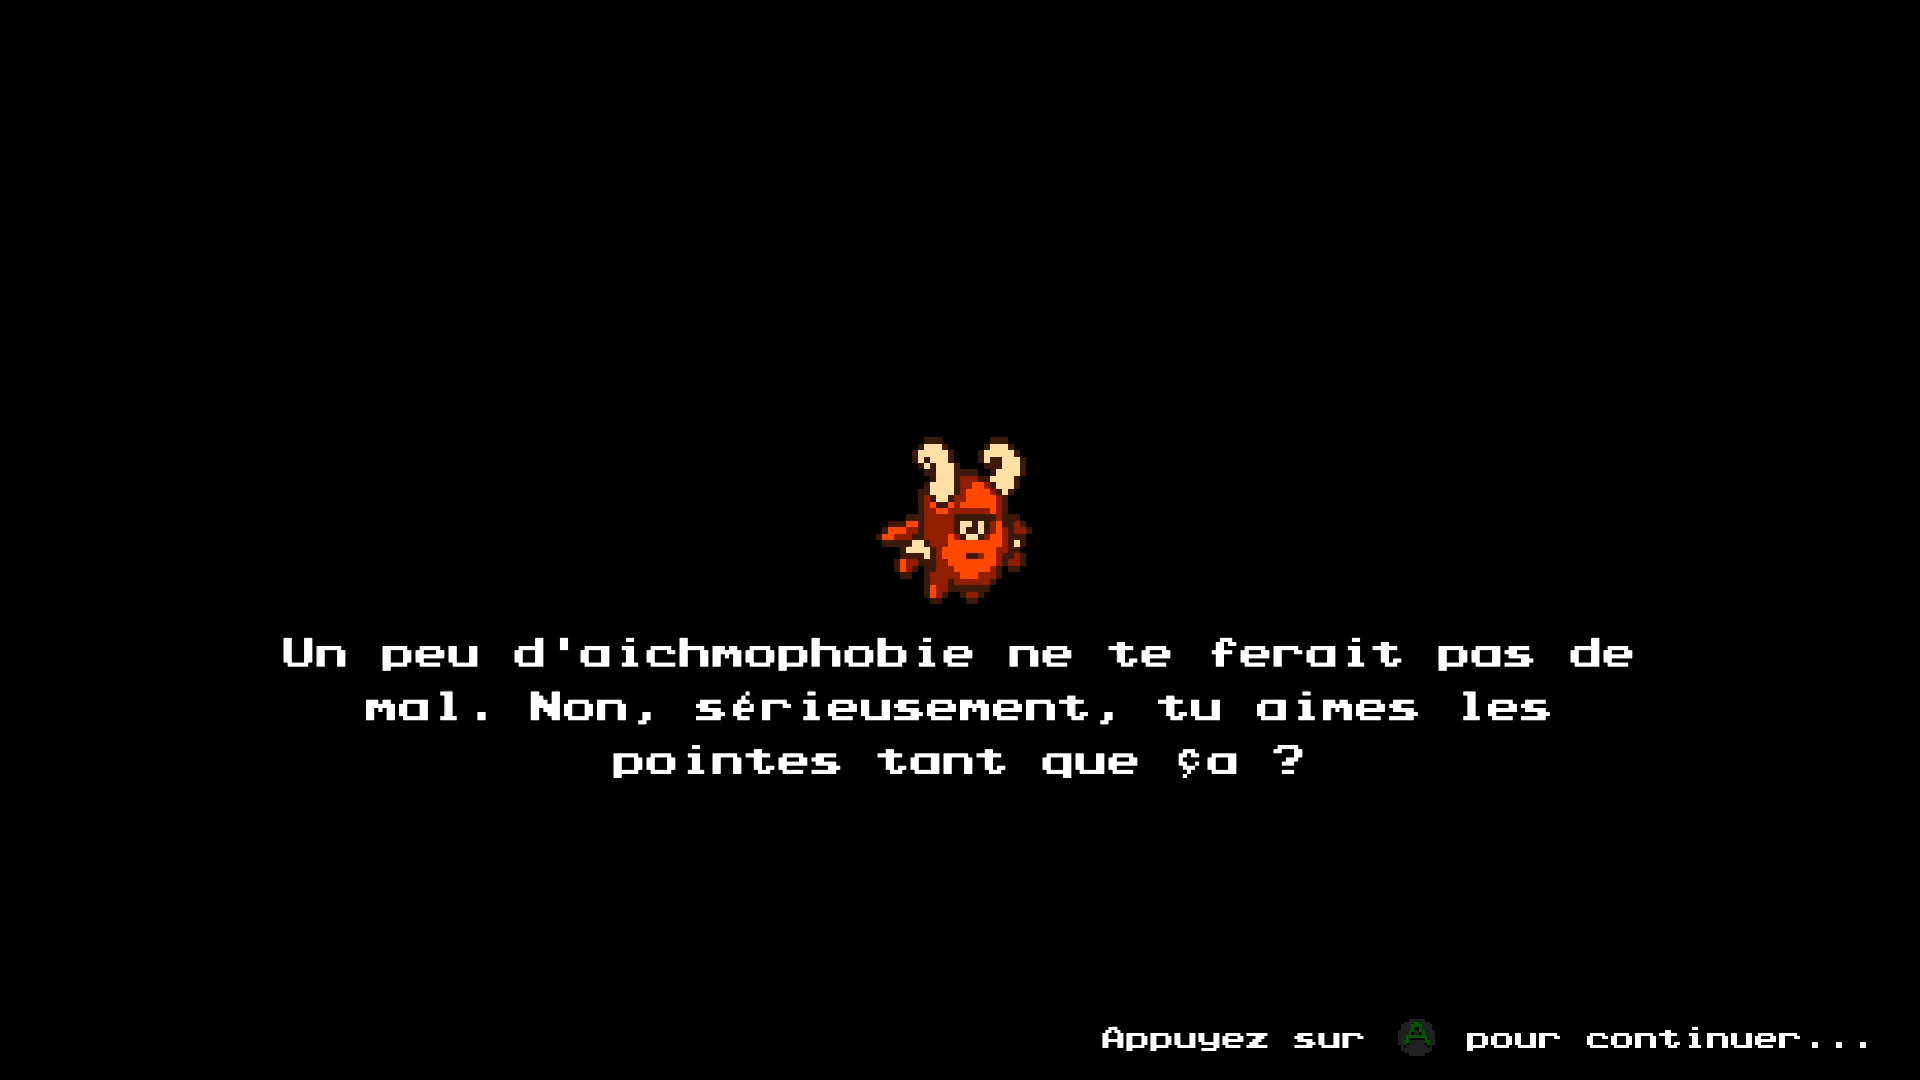 Un peu d'aichmophobie ne te ferait pas de
mal. Non, sérieusement, tu aimes les
pointes tant que ça ?
Appuyez sur A pour continuer...